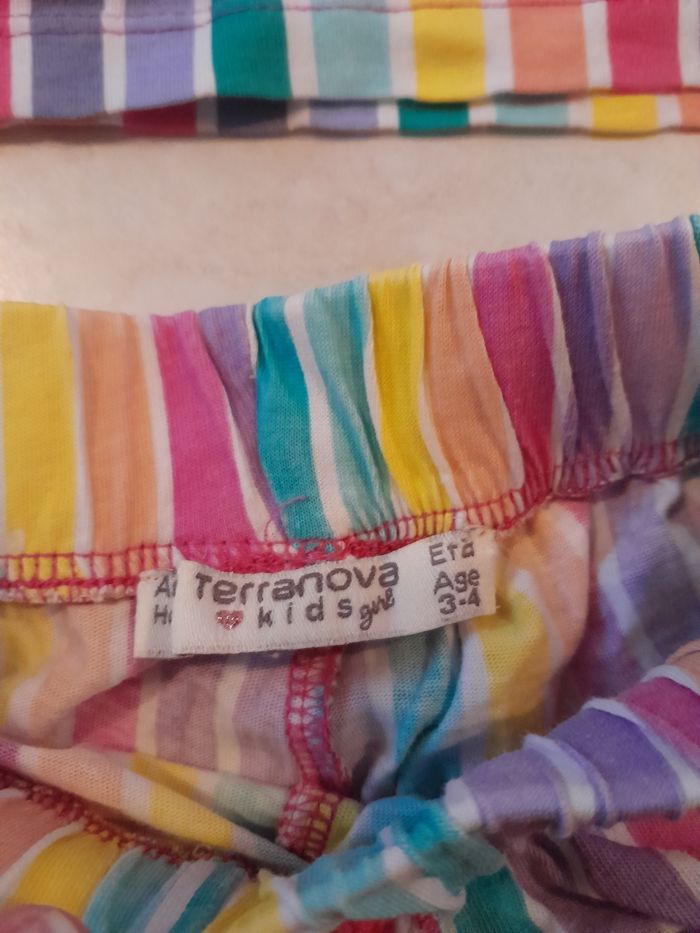 Terranova
kids girl
Età
Age
3-4